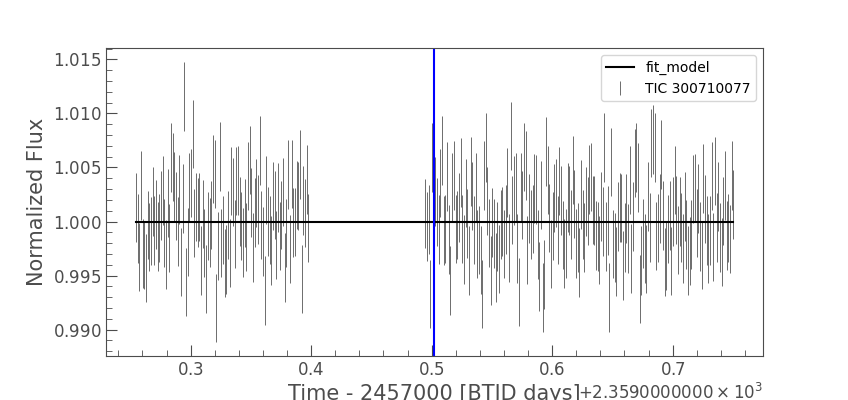 1.015
1.010
1.005
1.000
0.995
0.990
Normalized Flux
fit_model
TIC 300710077
0.3 0.4 0.5 0.6 0.7
Time - 2457000 [BTJD days]
+2.3590000000 × 10³